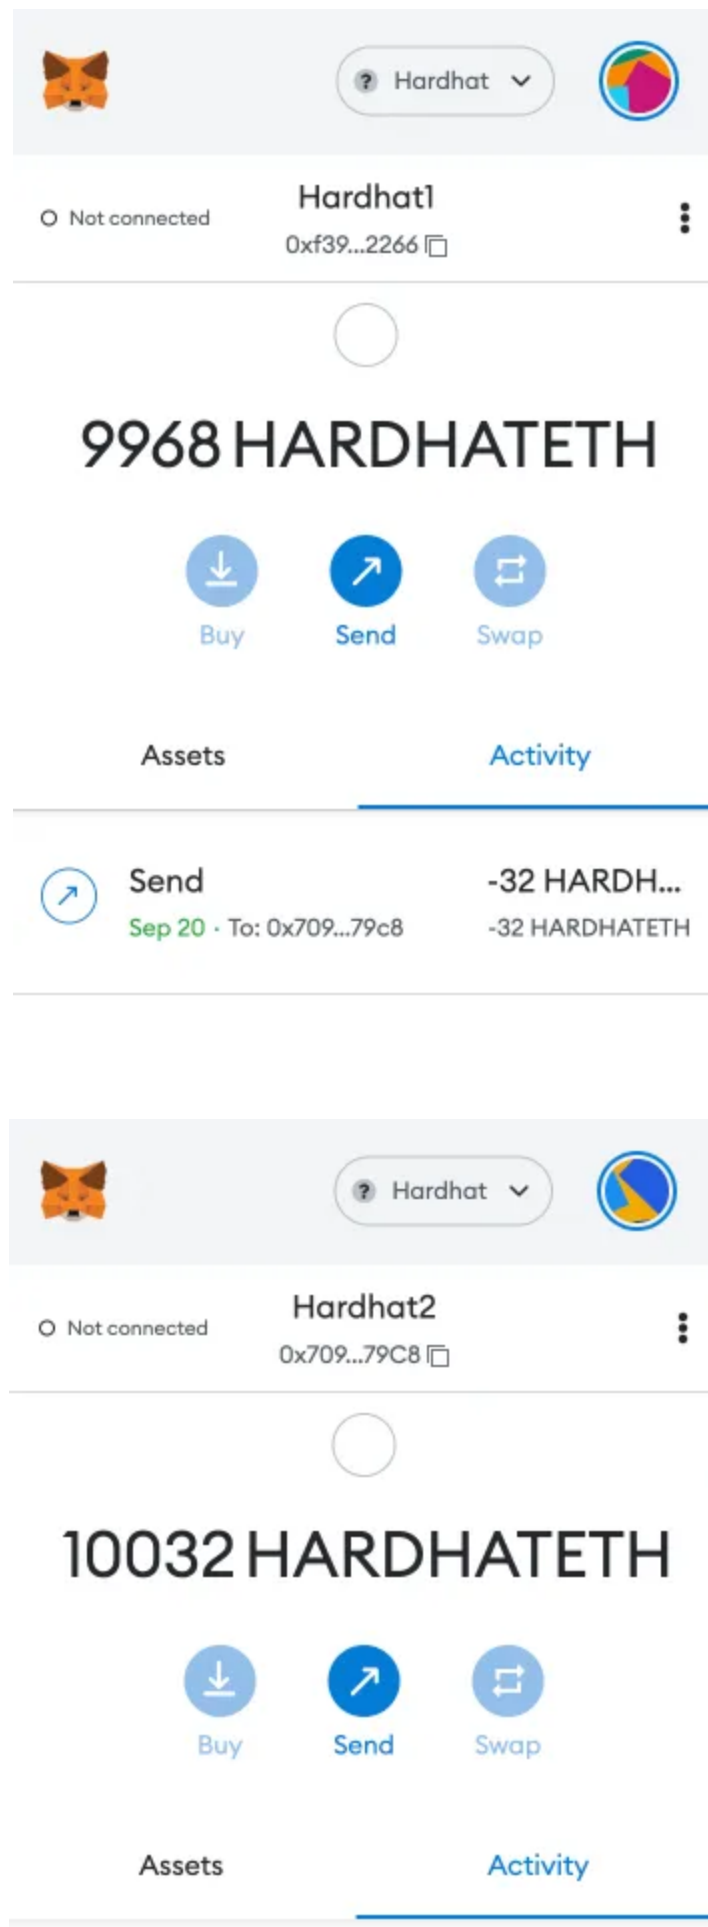 ? Hardhat
Not connected
Hardhat1
0xf39...2266
9968 HARDHATETH
Buy Send Swap
Assets Activity
Send -32 HARDH...
Sep 20 · To: 0x709...79c8 -32 HARDHATETH
? Hardhat
Not connected
Hardhat2
0x709...79C8
10032 HARDHATETH
Buy Send Swap
Assets Activity